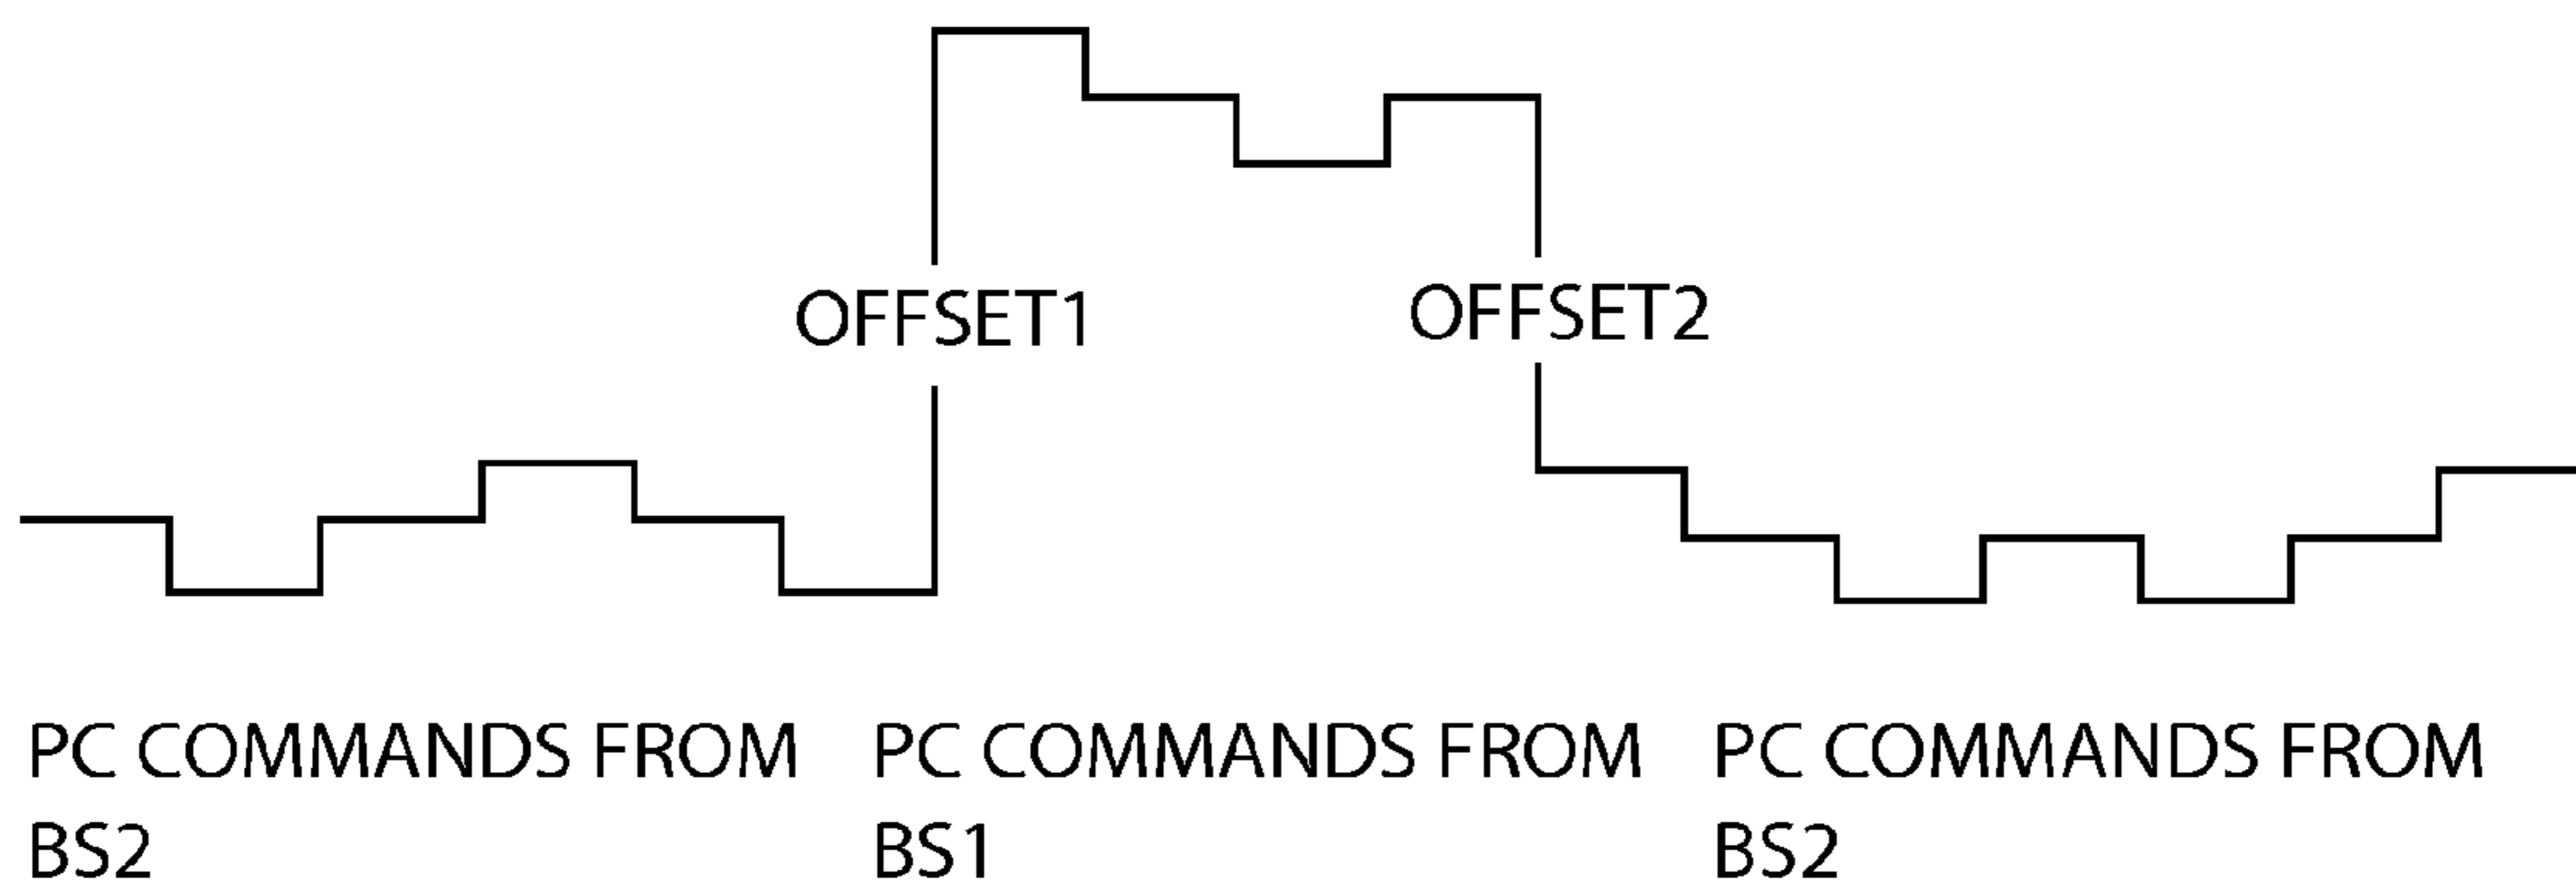 OFFSET1
OFFSET2
PC COMMANDS FROM
BS2
PC COMMANDS FROM
BS1
PC COMMANDS FROM
BS2